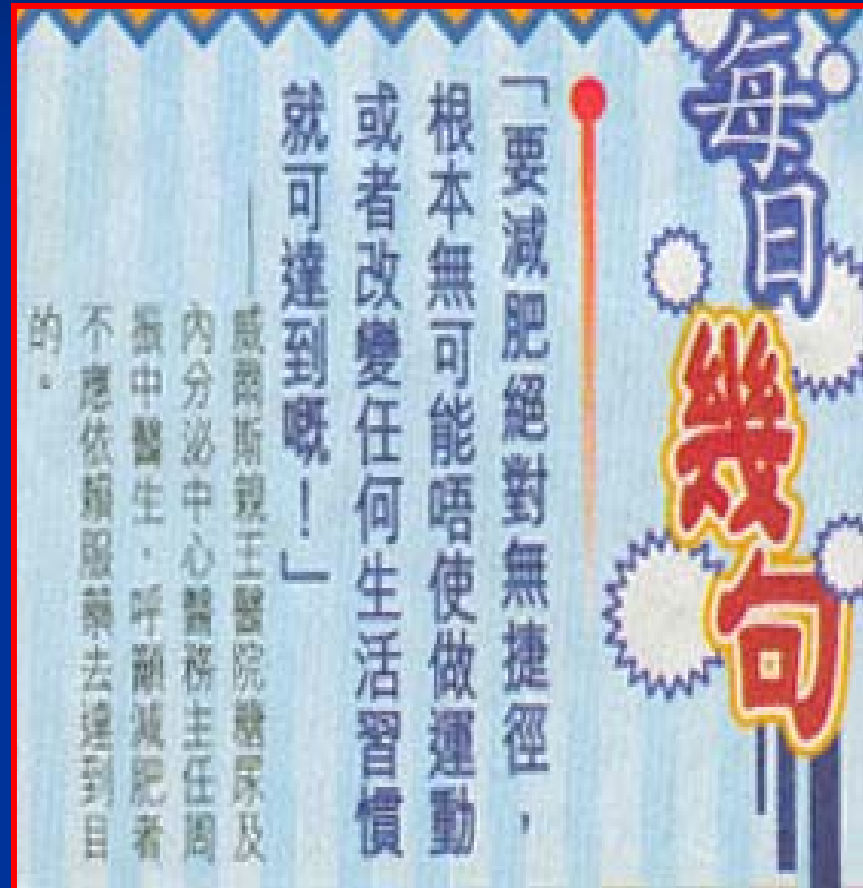 每日幾句
「要減肥絕對無捷徑，
根本無可能唔使做運動
或者改變任何生活習慣
就可達到嘅！」
——威爾斯親王醫院糖尿及
內分泌中心醫務主任周
振中醫生，呼籲減肥者
不應依賴服藥去達到目
的。